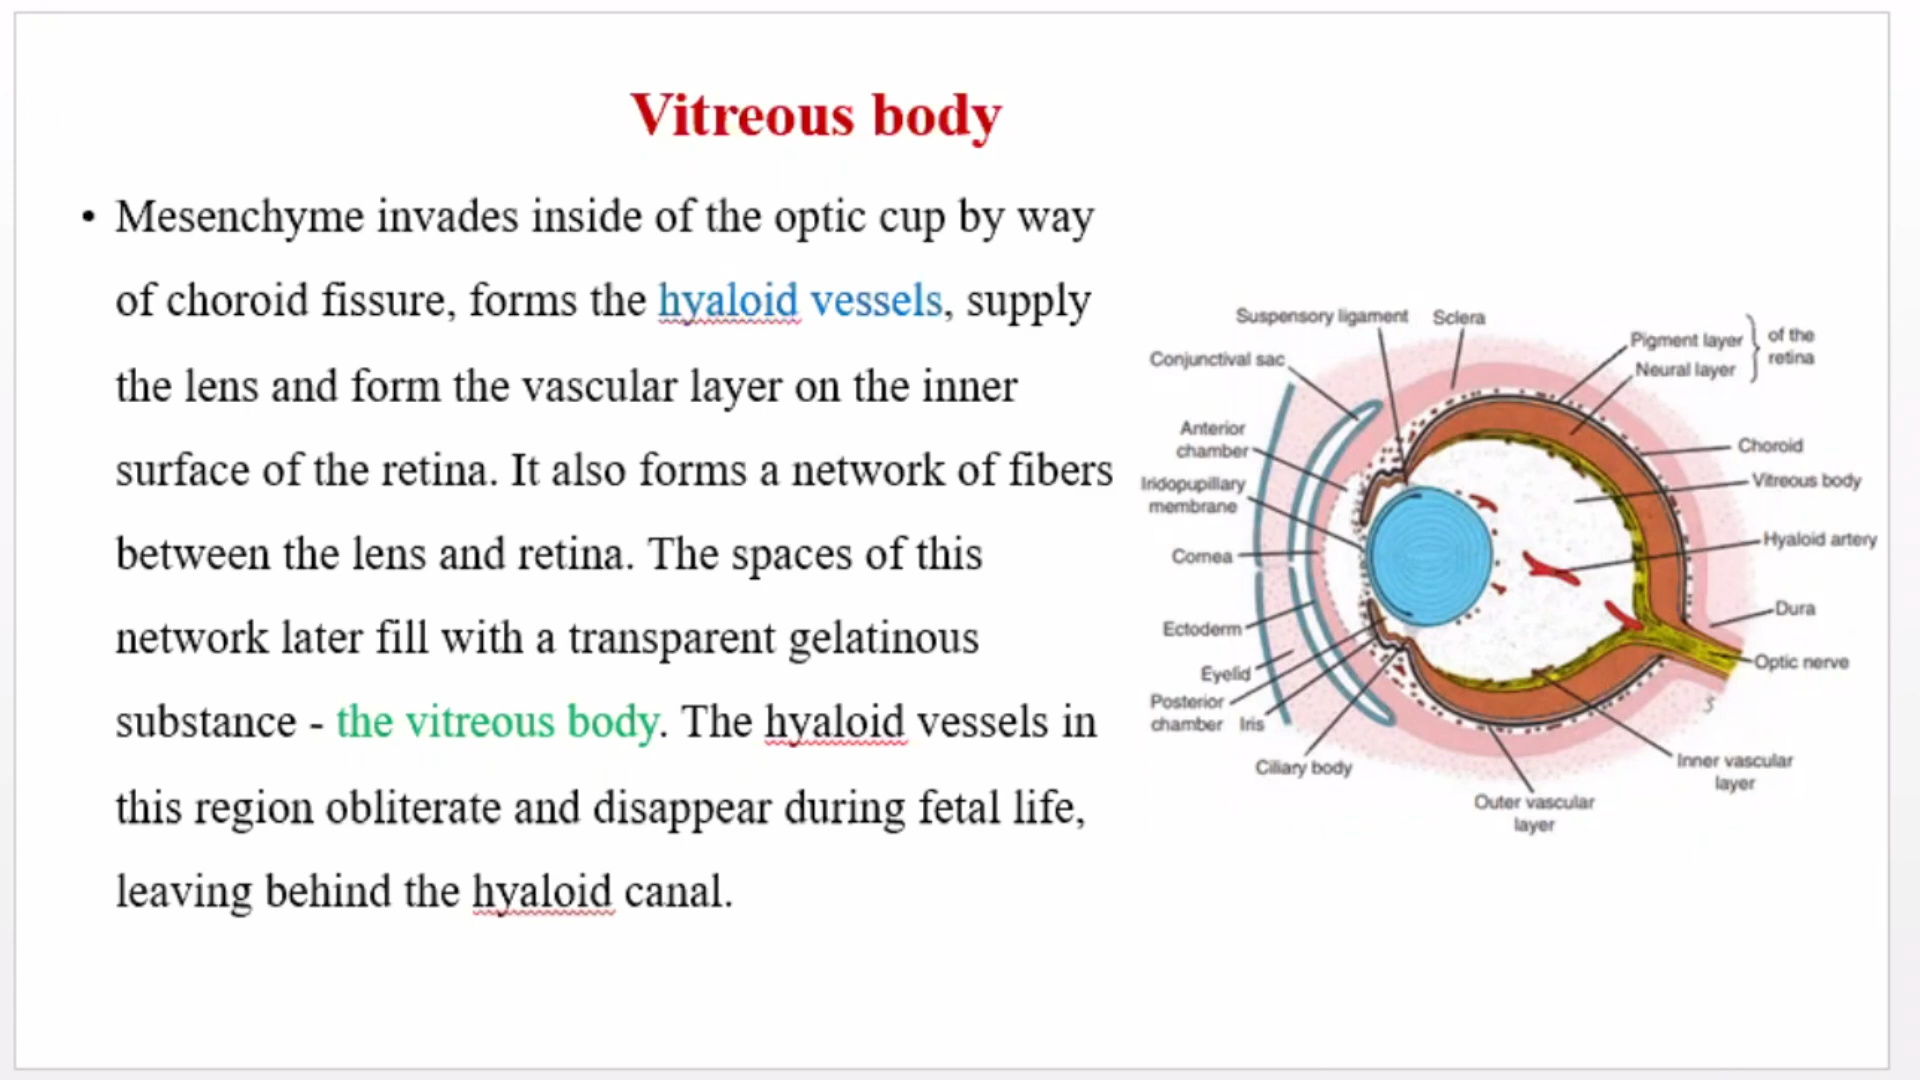 Vitreous body
• Mesenchyme invades inside of the optic cup by way
of choroid fissure, forms the hyaloid vessels, supply
the lens and form the vascular layer on the inner
surface of the retina. It also forms a network of fibers
between the lens and retina. The spaces of this
network later fill with a transparent gelatinous
substance - the vitreous body. The hyaloid vessels in
this region obliterate and disappear during fetal life,
leaving behind the hyaloid canal.
Suspensory ligament
Sclera
Conjunctival sac
Pigment layer
Neural layer
of the
retina
Anterior
chamber
Choroid
Iridopupillary
membrane
Vitreous body
Cornea
Hyaloid artery
Ectoderm
Dura
Eyelid
Optic nerve
Posterior
chamber
Iris
Ciliary body
Inner vascular
layer
Outer vascular
layer